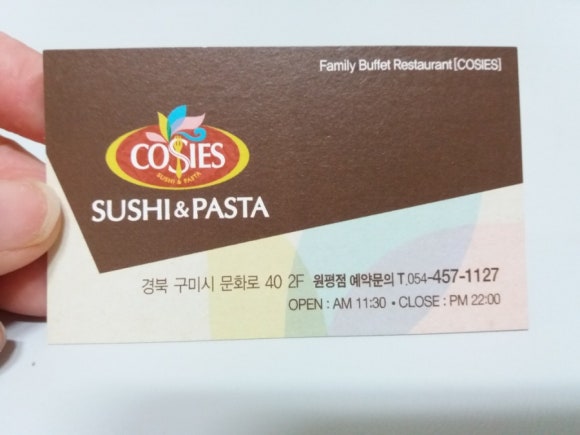 Family Buffet Restaurant[COSIES]
COSIES
SUSHI & PASTA
SUSHI & PASTA
경북 구미시 문화로 40 2F 원평점 예약문의 T.054-457-1127
OPEN : AM 11:30 • CLOSE : PM 22:00